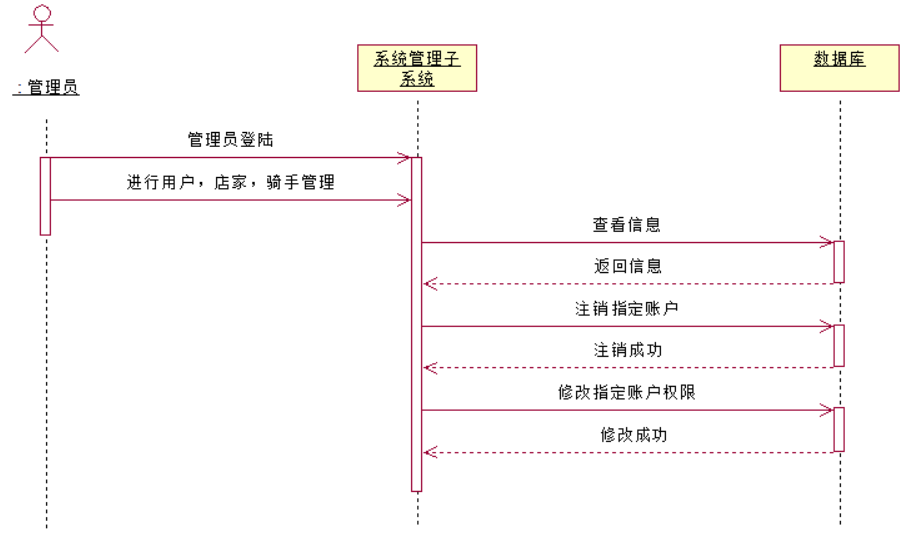 : 管理员
系统管理子
系统
数据库
管理员登陆
进行用户，店家，骑手管理
查看信息
返回信息
注销指定账户
注销成功
修改指定账户权限
修改成功